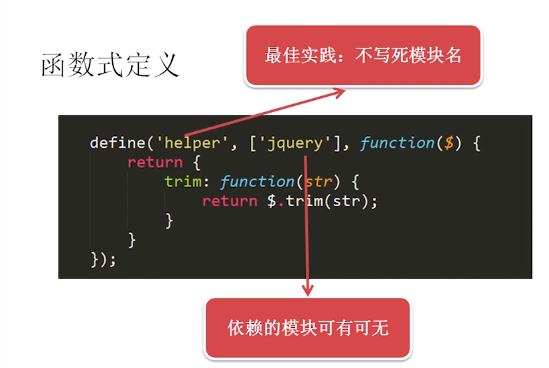 最佳实践：不写死模块名
函数式定义
define('helper', ['jquery'], function($) {
return {
trim: function(str) {
return $.trim(str);
}
}
});
依赖的模块可有可无